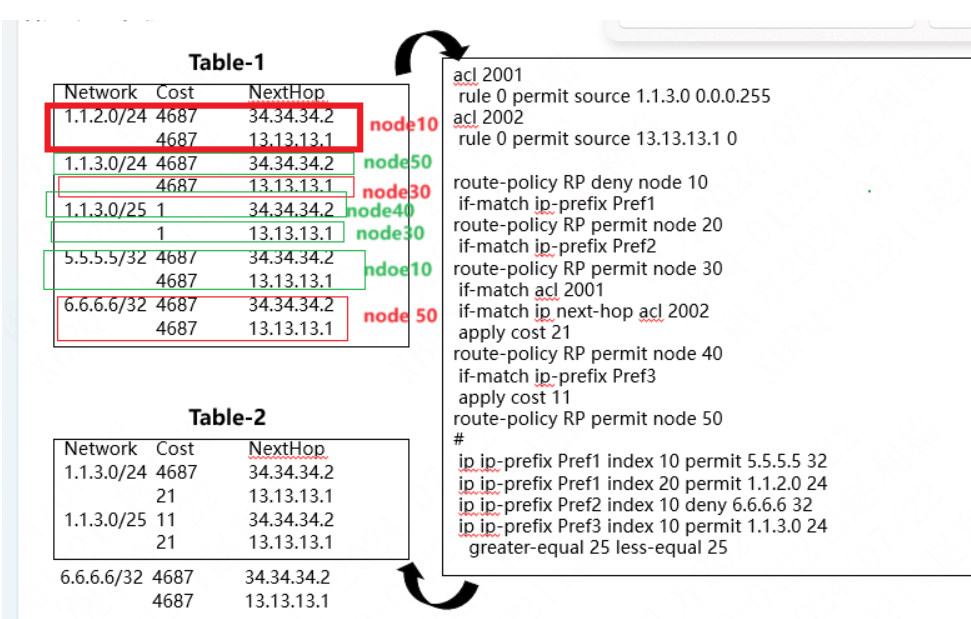 Table-1
Network Cost NextHop
1.1.2.0/24 4687 34.34.34.2
4687 13.13.13.1
node10
1.1.3.0/24 4687 34.34.34.2
node50
4687 13.13.13.1
node30
1.1.3.0/25 1 34.34.34.2
node40
1 13.13.13.1
node30
5.5.5.5/32 4687 34.34.34.2
4687 13.13.13.1
ndoe10
6.6.6.6/32 4687 34.34.34.2
4687 13.13.13.1
node 50
Table-2
Network Cost NextHop
1.1.3.0/24 4687 34.34.34.2
21 13.13.13.1
1.1.3.0/25 11 34.34.34.2
21 13.13.13.1
6.6.6.6/32 4687 34.34.34.2
4687 13.13.13.1
acl 2001
rule 0 permit source 1.1.3.0 0.0.0.255
acl 2002
rule 0 permit source 13.13.13.1 0
route-policy RP deny node 10
if-match ip-prefix Pref1
route-policy RP permit node 20
if-match ip-prefix Pref2
route-policy RP permit node 30
if-match acl 2001
if-match ip next-hop acl 2002
apply cost 21
route-policy RP permit node 40
if-match ip-prefix Pref3
apply cost 11
route-policy RP permit node 50
#
ip ip-prefix Pref1 index 10 permit 5.5.5.5 32
ip ip-prefix Pref1 index 20 permit 1.1.2.0 24
ip ip-prefix Pref2 index 10 deny 6.6.6.6 32
ip ip-prefix Pref3 index 10 permit 1.1.3.0 24
greater-equal 25 less-equal 25